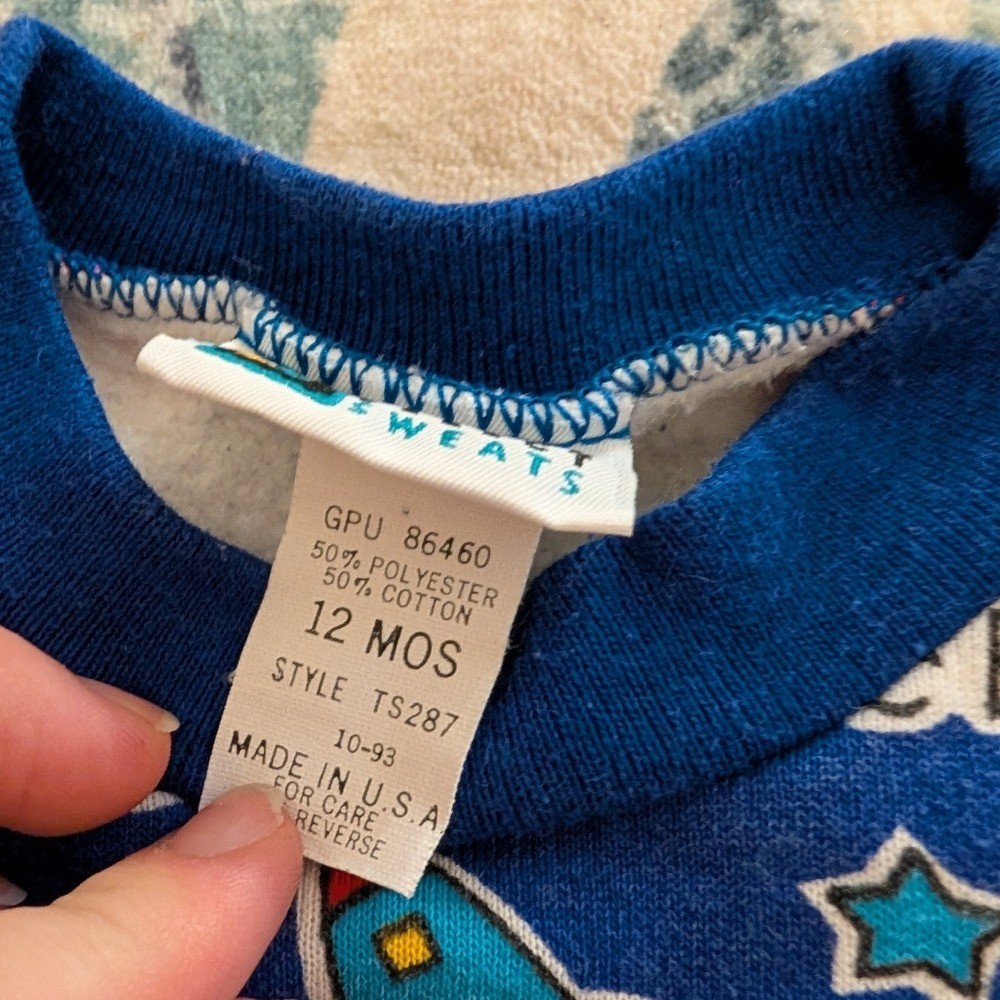 SWEATS
GPU 86460
50% POLYESTER
50% COTTON
12 MOS
STYLE TS287
10-93
MADE IN U.S.A
FOR CARE
REVERSE